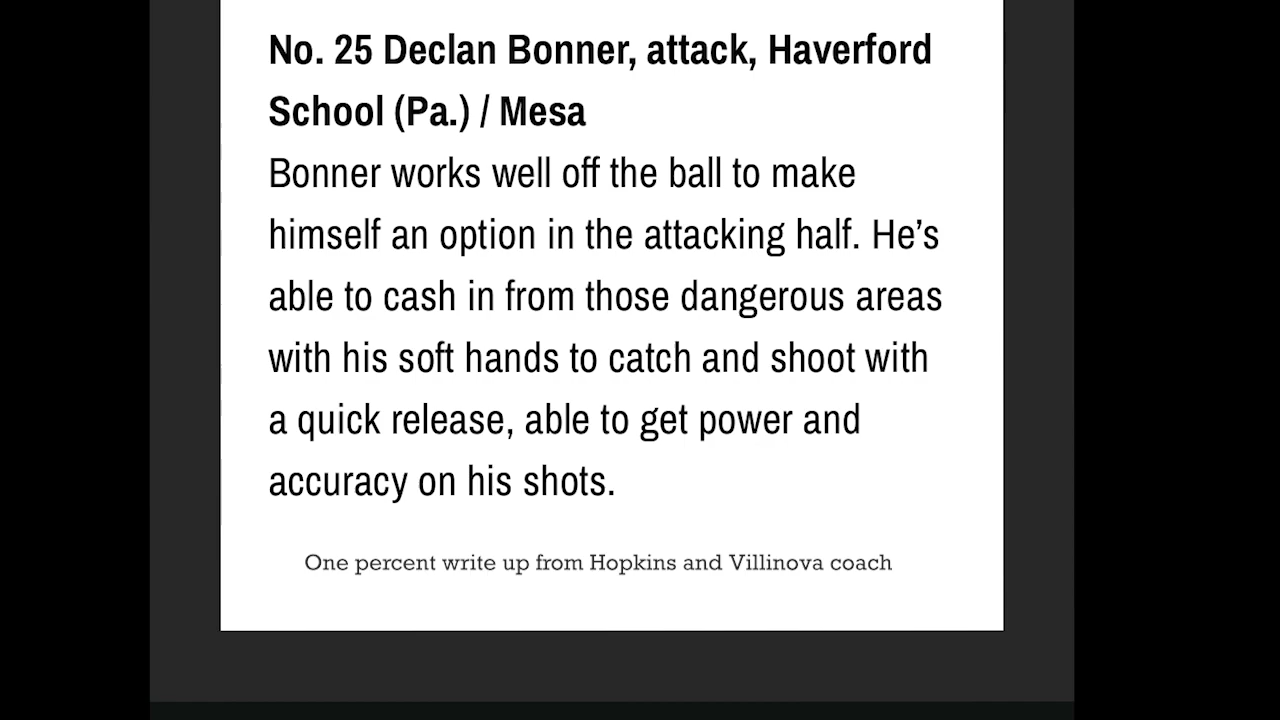 No. 25 Declan Bonner, attack, Haverford
School (Pa.) / Mesa
Bonner works well off the ball to make
himself an option in the attacking half. He’s
able to cash in from those dangerous areas
with his soft hands to catch and shoot with
a quick release, able to get power and
accuracy on his shots.
One percent write up from Hopkins and Villinova coach